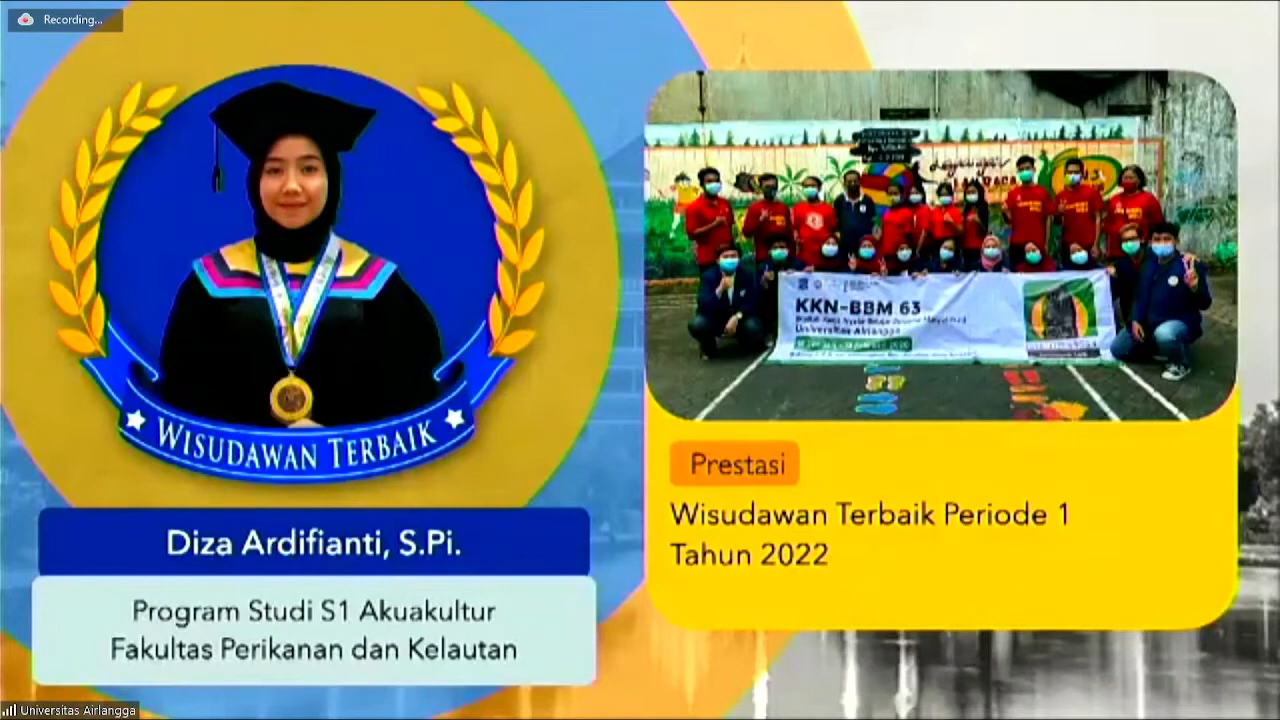 Recording...
WISUDAWAN TERBAIK
Diza Ardifianti, S.Pi.
Program Studi S1 Akuakultur
Fakultas Perikanan dan Kelautan
KKN-BBM 63
Universitas Airlangga
Prestasi
Wisudawan Terbaik Periode 1
Tahun 2022
Universitas Airlangga